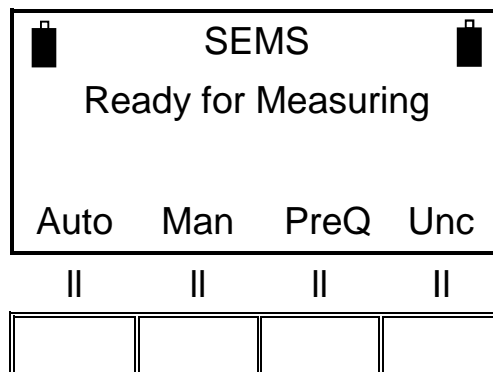 SEMS
Ready for Measuring
Auto Man PreQ Unc
|| || || ||